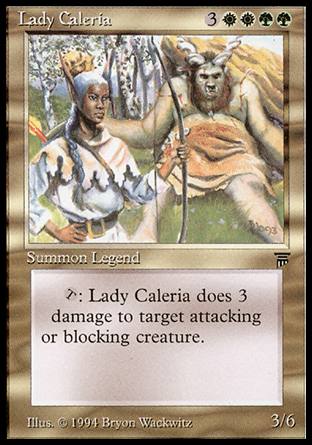 Lady Caleria 3
Summon Legend
: Lady Caleria does 3
damage to target attacking
or blocking creature.
Illus. © 1994 Bryon Wackwitz 3/6